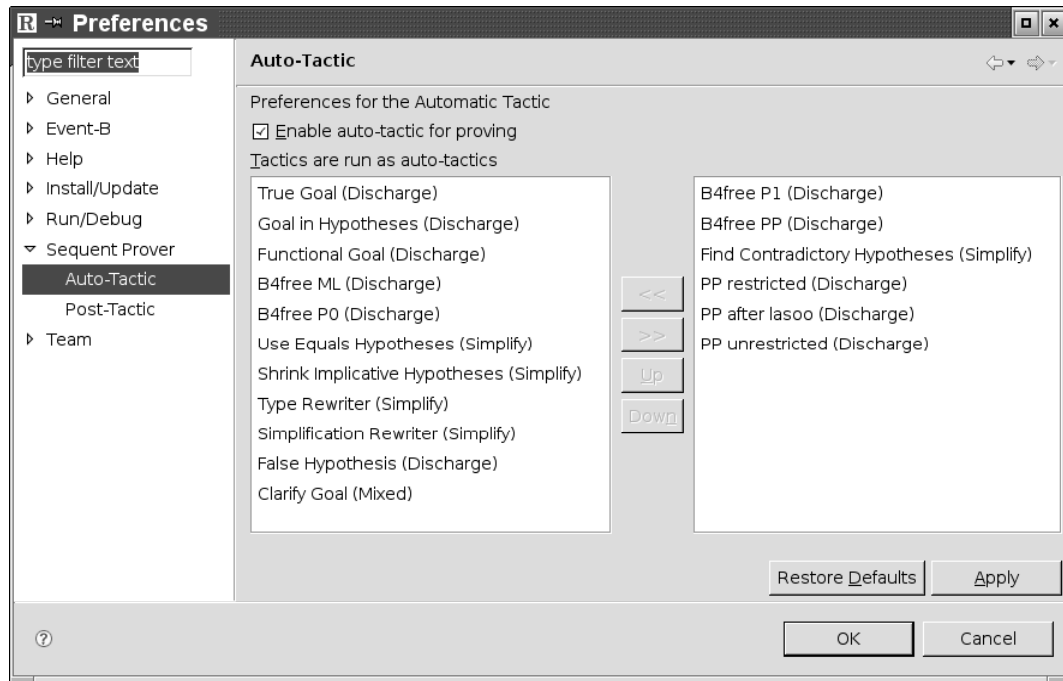 R Preferences
type filter text
General
Event-B
Help
Install/Update
Run/Debug
Sequent Prover
Auto-Tactic
Post-Tactic
Team
Auto-Tactic
Preferences for the Automatic Tactic
Enable auto-tactic for proving
Tactics are run as auto-tactics
True Goal (Discharge)
Goal in Hypotheses (Discharge)
Functional Goal (Discharge)
B4free ML (Discharge)
B4free P0 (Discharge)
Use Equals Hypotheses (Simplify)
Shrink Implicative Hypotheses (Simplify)
Type Rewriter (Simplify)
Simplification Rewriter (Simplify)
False Hypothesis (Discharge)
Clarify Goal (Mixed)
<<
>>
Up
Down
B4free P1 (Discharge)
B4free PP (Discharge)
Find Contradictory Hypotheses (Simplify)
PP restricted (Discharge)
PP after lasoo (Discharge)
PP unrestricted (Discharge)
Restore Defaults
Apply
?
OK
Cancel